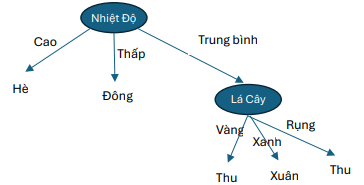 Nhiệt Độ
Cao
Thấp
Trung bình
Hè
Đông
Lá Cây
Vàng
Xanh
Rụng
Thu
Xuân
Thu